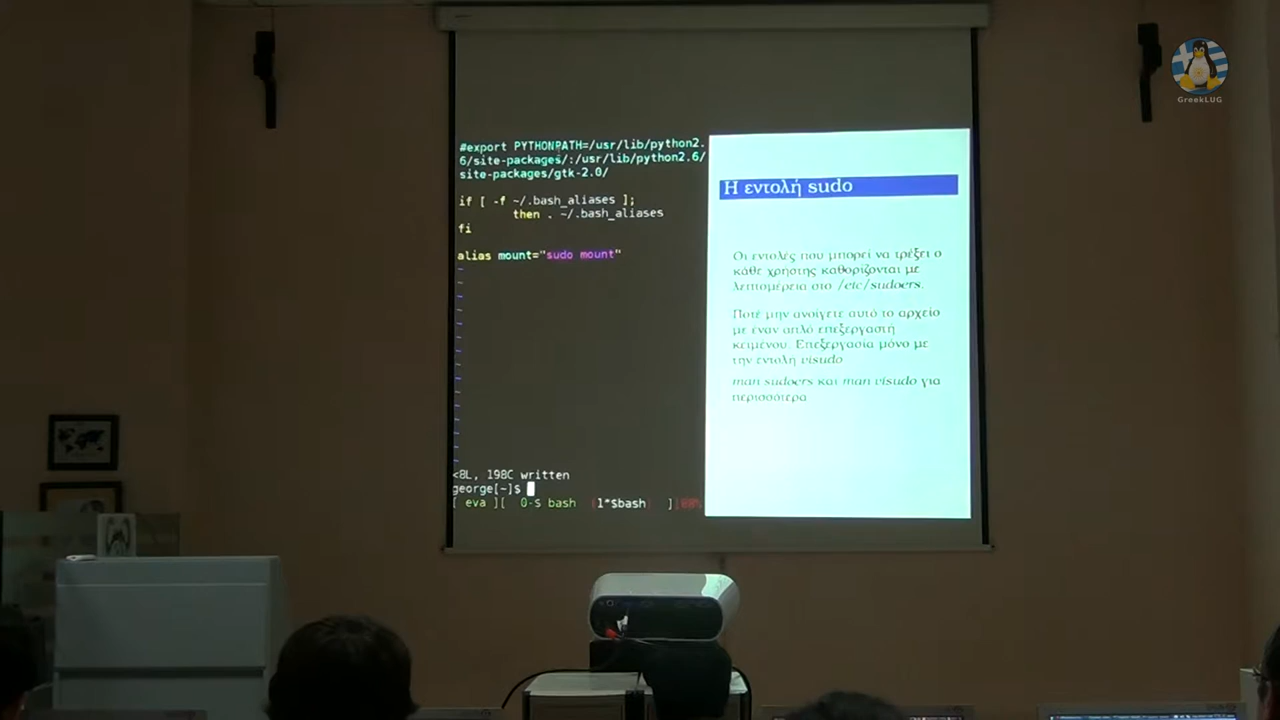 GreekLUG
#export PYTHONPATH=/usr/lib/python2.
6/site-packages/:/usr/lib/python2.6/
site-packages/gtk-2.0/
if [ -f ~/.bash_aliases ];
then . ~/.bash_aliases
fi
alias mount="sudo mount"
<8L, 198C written
george[~]$
[ eva ][ 0-$ bash (1*$bash) ]
Η εντολή sudo
Οι εντολές που μπορεί να τρέξει ο
κάθε χρήστης καθορίζονται με
λεπτομέρεια στο /etc/sudoers.
Ποτέ μην ανοίγετε αυτό το αρχείο
με έναν απλό επεξεργαστή
κειμένου. Επεξεργασία μόνο με
την εντολή visudo
man sudoers και man visudo για
περισσότερα